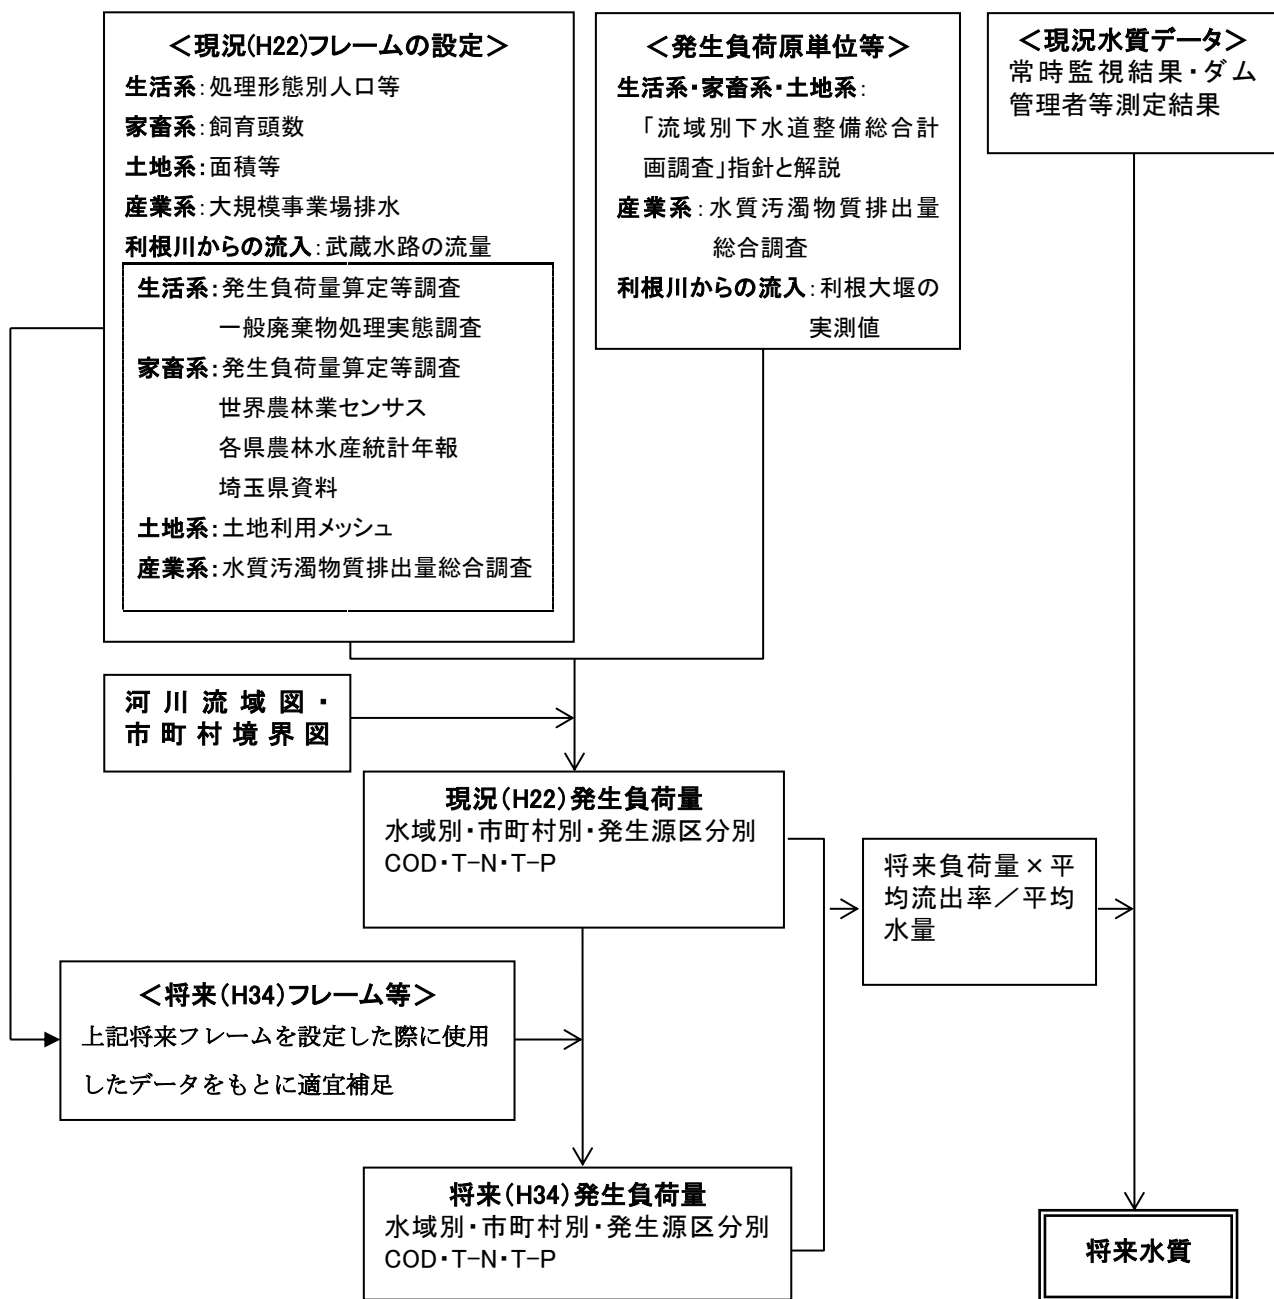 ＜現況(H22)フレームの設定＞
生活系：処理形態別人口等
家畜系：飼育頭数
土地系：面積等
産業系：大規模事業場排水
利根川からの流入：武蔵水路の流量
生活系：発生負荷量算定等調査
一般廃棄物処理実態調査
家畜系：発生負荷量算定等調査
世界農林業センサス
各県農林水産統計年報
埼玉県資料
土地系：土地利用メッシュ
産業系：水質汚濁物質排出量総合調査
＜発生負荷原単位等＞
生活系・家畜系・土地系：
「流域別下水道整備総合計
画調査」指針と解説
産業系：水質汚濁物質排出量
総合調査
利根川からの流入：利根大堰の
実測値
＜現況水質データ＞
常時監視結果・ダム
管理者等測定結果
河川流域図・
市町村境界図
現況（H22）発生負荷量
水域別・市町村別・発生源区分別
COD・T-N・T-P
将来負荷量×平
均流出率／平均
水量
＜将来（H34）フレーム等＞
上記将来フレームを設定した際に使用
したデータをもとに適宜補足
将来（H34）発生負荷量
水域別・市町村別・発生源区分別
COD・T-N・T-P
将来水質